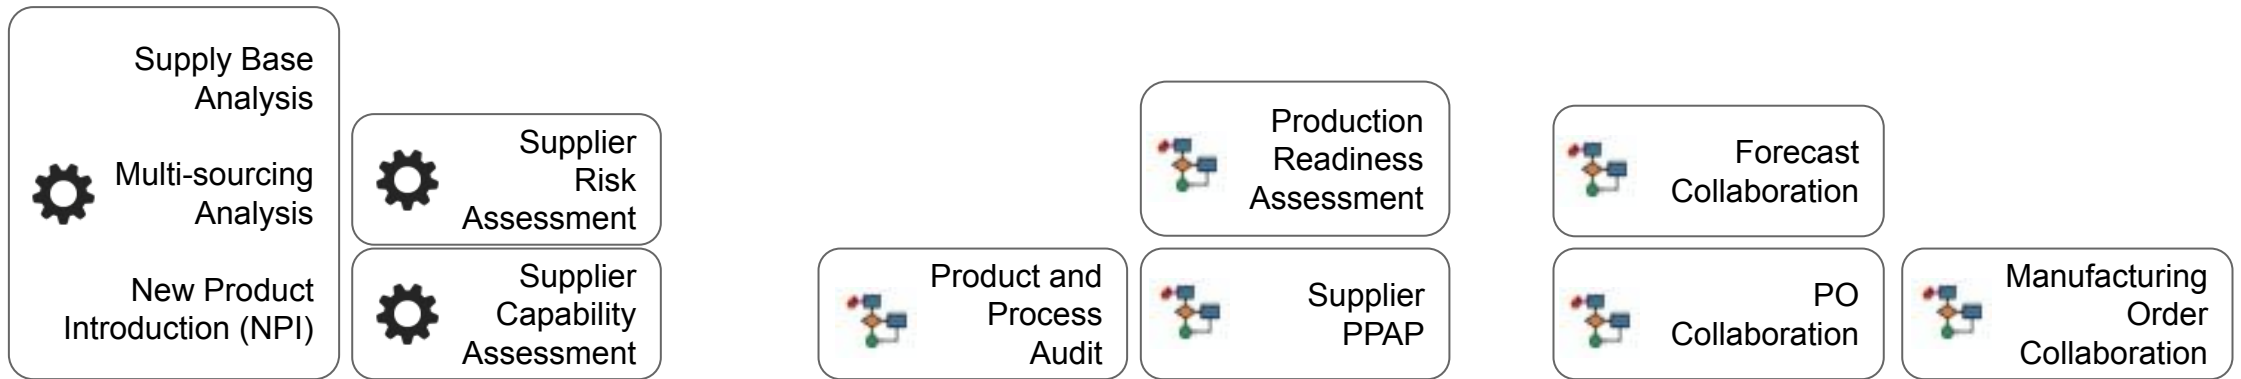 Supply Base
Analysis
Multi-sourcing
Analysis
New Product
Introduction (NPI)
Supplier
Risk
Assessment
Supplier
Capability
Assessment
Product and
Process
Audit
Production
Readiness
Assessment
Supplier
PPAP
Forecast
Collaboration
PO
Collaboration
Manufacturing
Order
Collaboration